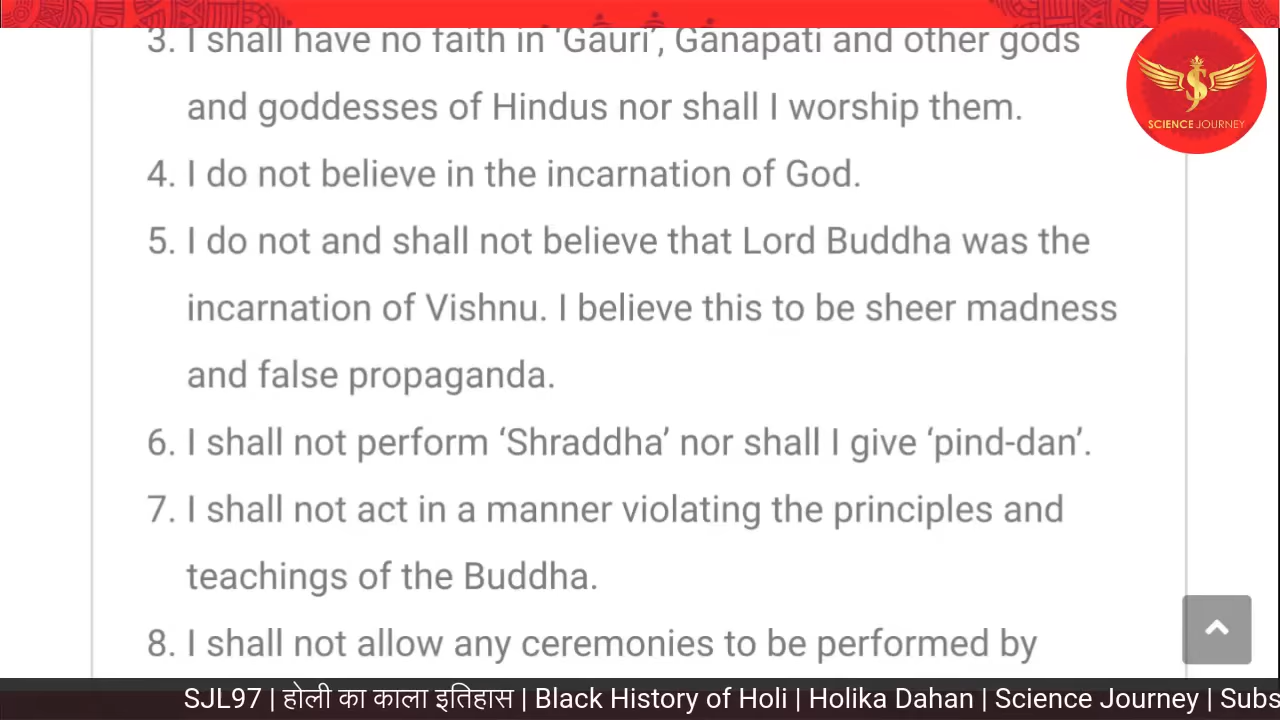 3. I shall have no faith in ‘Gauri’, Ganapati and other gods
and goddesses of Hindus nor shall I worship them.
SCIENCE JOURNEY
4. I do not believe in the incarnation of God.
5. I do not and shall not believe that Lord Buddha was the
incarnation of Vishnu. I believe this to be sheer madness
and false propaganda.
6. I shall not perform ‘Shraddha’ nor shall I give ‘pind-dan’.
7. I shall not act in a manner violating the principles and
teachings of the Buddha.
8. I shall not allow any ceremonies to be performed by
SJL97 | होली का काला इतिहास | Black History of Holi | Holika Dahan | Science Journey | Subs